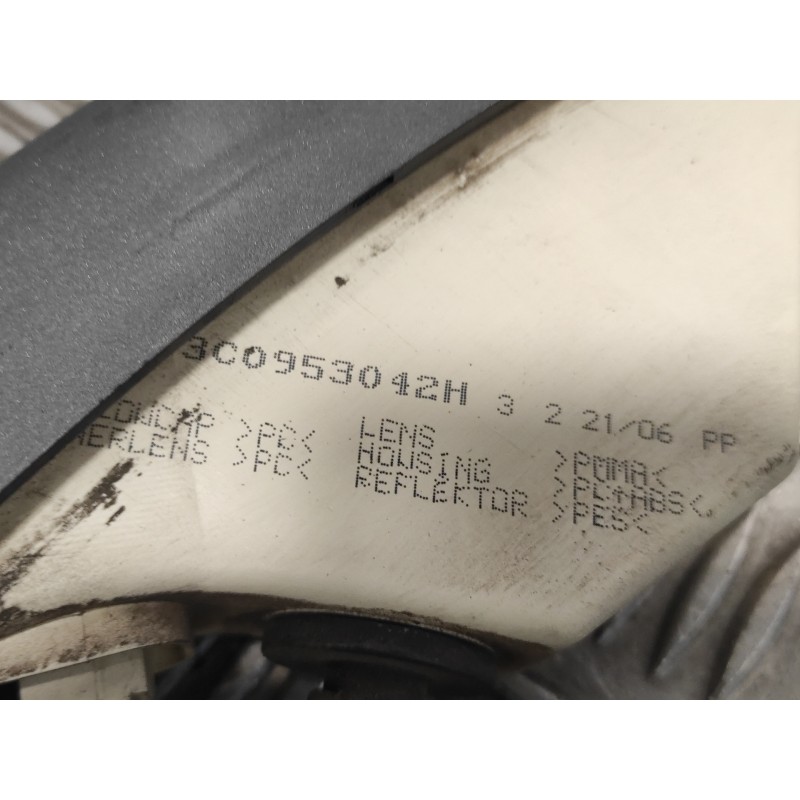 3C0953042H 3 2 21/06 PP
>PC< LENS >PMMA<
>PC< HOUSING >PC+ABS<
REFLEKTOR >PES<